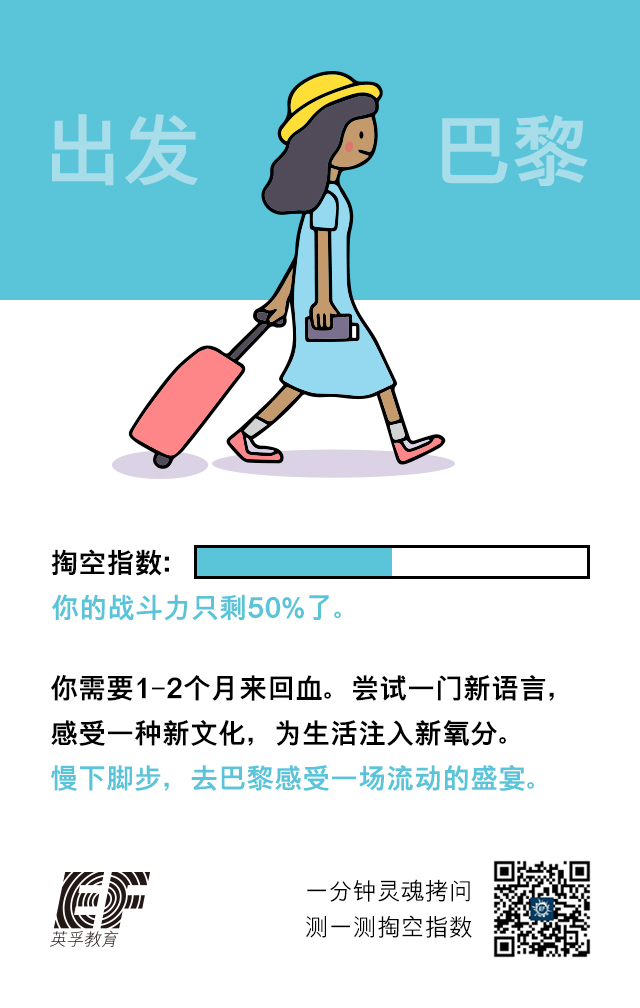 出发 巴黎
掏空指数:
你的战斗力只剩50%了。
你需要1-2个月来回血。尝试一门新语言，
感受一种新文化，为生活注入新氧分。
慢下脚步，去巴黎感受一场流动的盛宴。
一分钟灵魂拷问
测一测掏空指数
EF
英孚教育